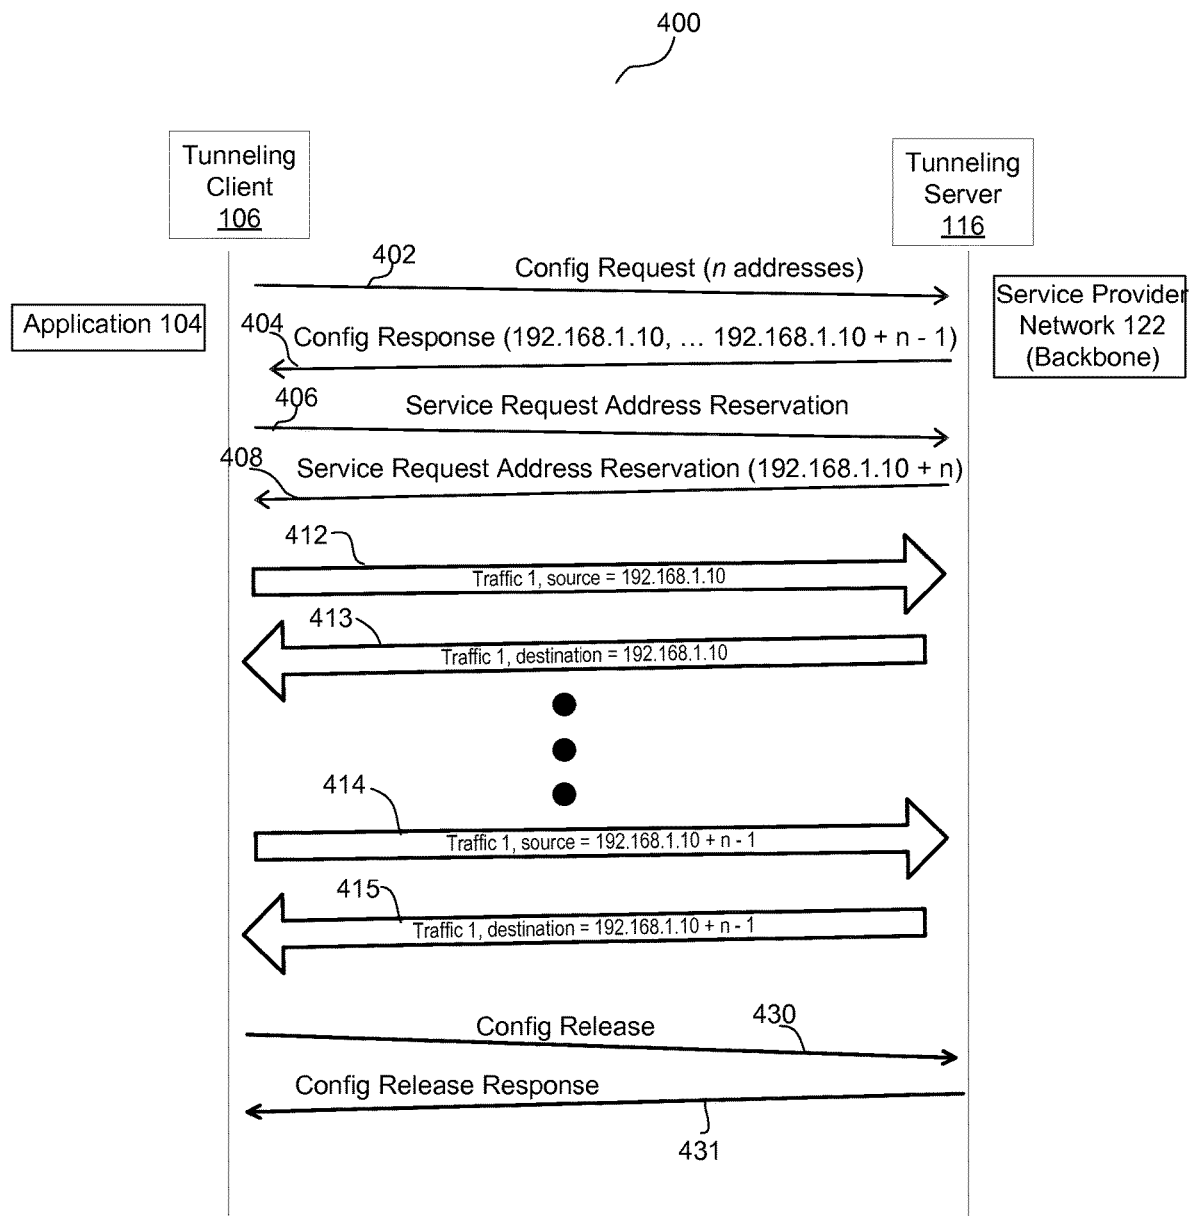 400
Tunneling
Client
106
Tunneling
Server
116
402
Config Request (n addresses)
Application 104
Service Provider
Network 122
(Backbone)
404
Config Response (192.168.1.10, … 192.168.1.10 + n - 1)
406
Service Request Address Reservation
408
Service Request Address Reservation (192.168.1.10 + n)
412
Traffic 1, source = 192.168.1.10
413
Traffic 1, destination = 192.168.1.10
414
Traffic 1, source = 192.168.1.10 + n - 1
415
Traffic 1, destination = 192.168.1.10 + n - 1
Config Release
430
Config Release Response
431